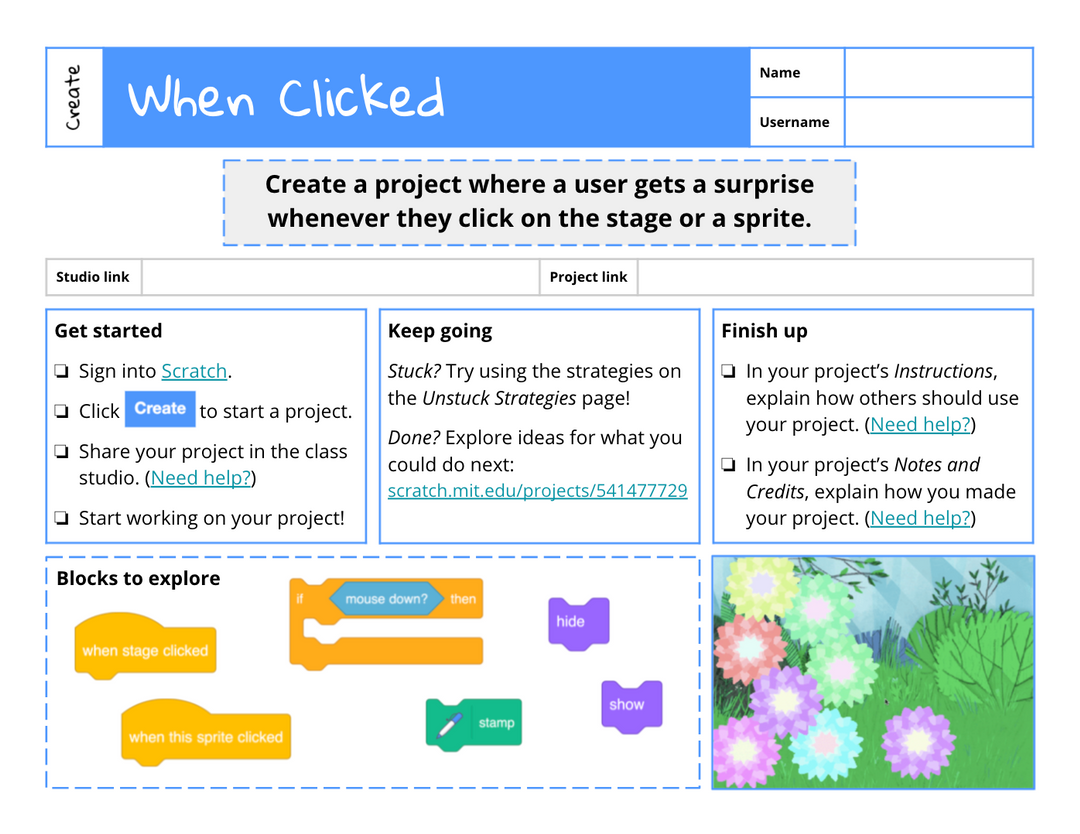 Create
When Clicked
Name
Username
Create a project where a user gets a surprise
whenever they click on the stage or a sprite.
Studio link
Project link
Get started
❏ Sign into Scratch.
❏ Click Create to start a project.
❏ Share your project in the class
studio. (Need help?)
❏ Start working on your project!
Keep going
Stuck? Try using the strategies on
the Unstuck Strategies page!
Done? Explore ideas for what you
could do next:
scratch.mit.edu/projects/541477729
Finish up
❏ In your project’s Instructions,
explain how others should use
your project. (Need help?)
❏ In your project’s Notes and
Credits, explain how you made
your project. (Need help?)
Blocks to explore
when stage clicked
if mouse down? then
hide
when this sprite clicked
stamp
show